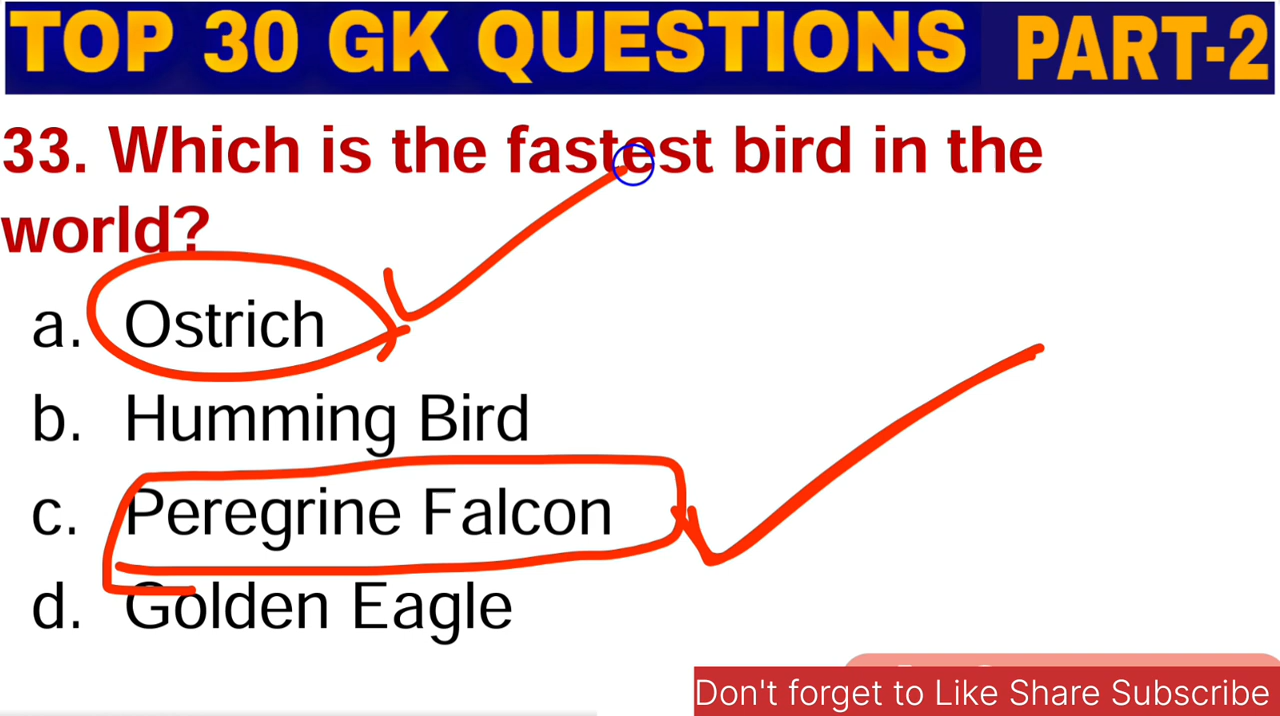 TOP 30 GK QUESTIONS PART-2
33. Which is the fastest bird in the
world?
a. Ostrich
b. Humming Bird
c. Peregrine Falcon
d. Golden Eagle
Don't forget to Like Share Subscribe